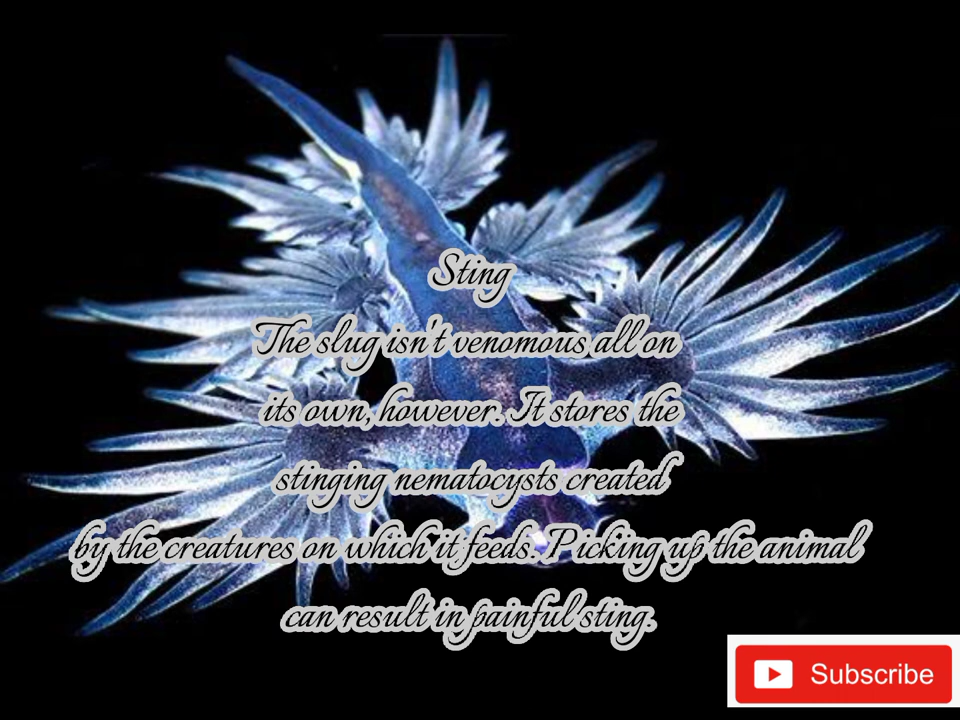 Sting
The slug isn't venomous all on
its own, however. It stores the
stinging nematocysts created
by the creatures on which it feeds. Picking up the animal
can result in painful sting.
Subscribe